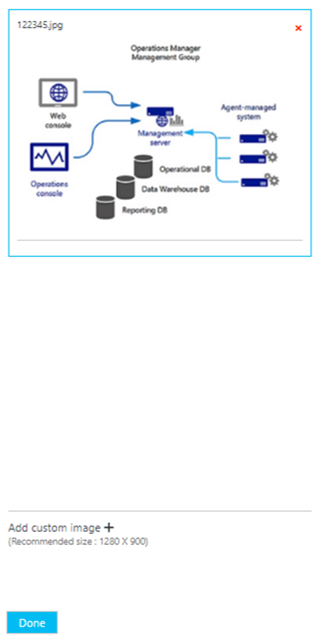 122345.jpg
Operations Manager
Management Group
Web
console
Management
server
Agent-managed
system
Operations
console
Operational DB
Data Warehouse DB
Reporting DB
Add custom image
(Recommended size : 1280 X 900)
Done